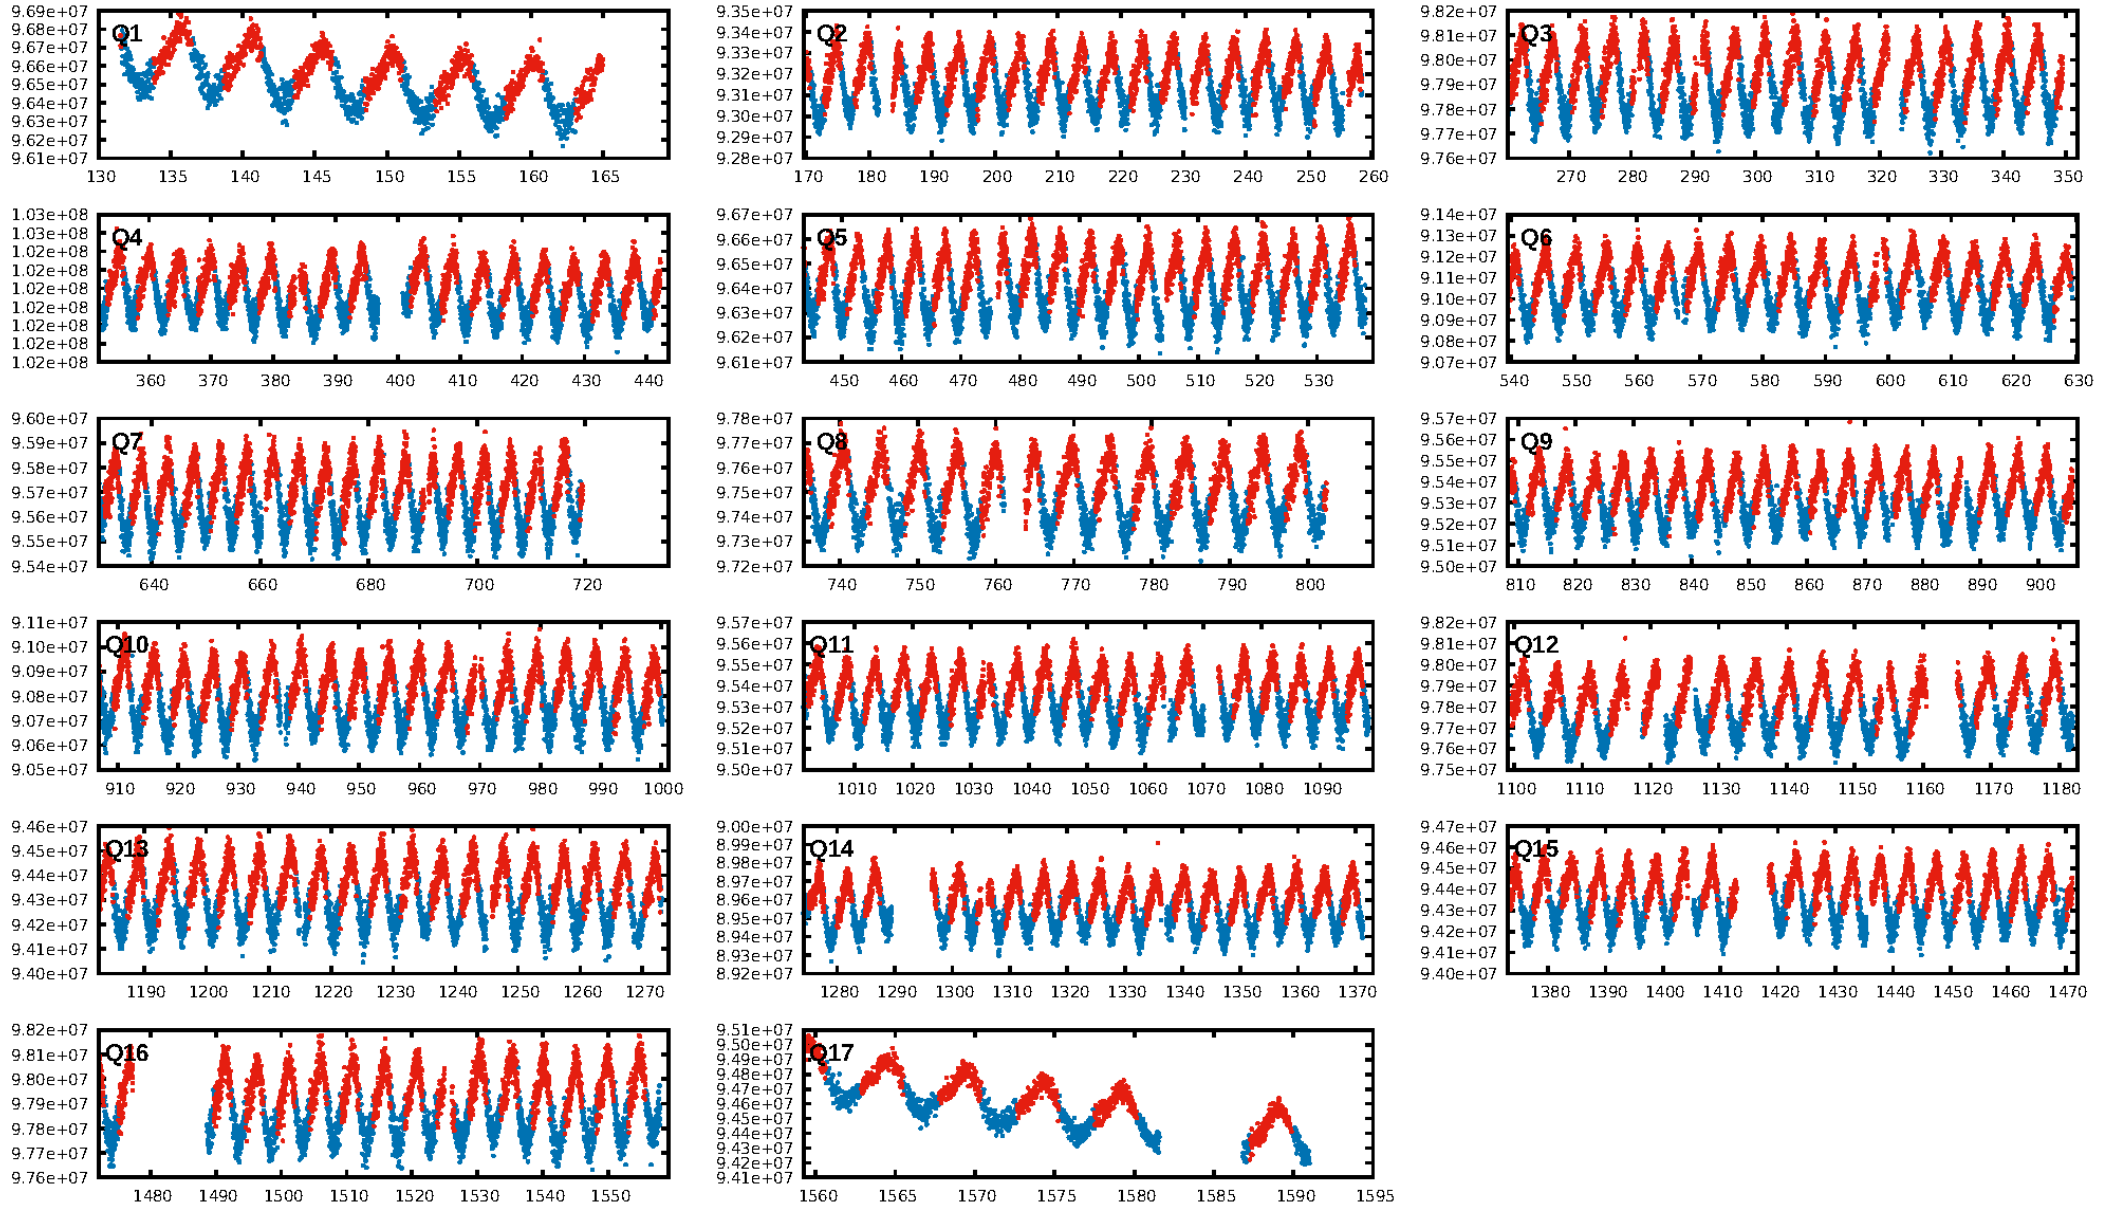 9.69e+07
9.68e+07
9.67e+07
9.66e+07
9.65e+07
9.64e+07
9.63e+07
9.62e+07
9.61e+07
Q1
130 135 140 145 150 155 160 165
9.35e+07
9.34e+07
9.33e+07
9.32e+07
9.31e+07
9.30e+07
9.29e+07
9.28e+07
Q2
170 180 190 200 210 220 230 240 250 260
9.82e+07
9.81e+07
9.80e+07
9.79e+07
9.78e+07
9.77e+07
9.76e+07
Q3
270 280 290 300 310 320 330 340 350
1.03e+08
1.03e+08
1.02e+08
1.02e+08
1.02e+08
1.02e+08
1.02e+08
1.02e+08
1.02e+08
Q4
360 370 380 390 400 410 420 430 440
9.67e+07
9.66e+07
9.65e+07
9.64e+07
9.63e+07
9.62e+07
9.61e+07
Q5
450 460 470 480 490 500 510 520 530
9.14e+07
9.13e+07
9.12e+07
9.11e+07
9.10e+07
9.09e+07
9.08e+07
9.07e+07
Q6
540 550 560 570 580 590 600 610 620 630
9.60e+07
9.59e+07
9.58e+07
9.57e+07
9.56e+07
9.55e+07
9.54e+07
Q7
640 660 680 700 720
9.78e+07
9.77e+07
9.76e+07
9.75e+07
9.74e+07
9.73e+07
9.72e+07
Q8
740 750 760 770 780 790 800
9.57e+07
9.56e+07
9.55e+07
9.54e+07
9.53e+07
9.52e+07
9.51e+07
9.50e+07
Q9
810 820 830 840 850 860 870 880 890 900
9.11e+07
9.10e+07
9.09e+07
9.08e+07
9.07e+07
9.06e+07
9.05e+07
Q10
910 920 930 940 950 960 970 980 990 1000
9.57e+07
9.56e+07
9.55e+07
9.54e+07
9.53e+07
9.52e+07
9.51e+07
9.50e+07
Q11
1010 1020 1030 1040 1050 1060 1070 1080 1090
9.82e+07
9.81e+07
9.80e+07
9.79e+07
9.78e+07
9.77e+07
9.76e+07
9.75e+07
Q12
1100 1110 1120 1130 1140 1150 1160 1170 1180
9.46e+07
9.45e+07
9.44e+07
9.43e+07
9.42e+07
9.41e+07
9.40e+07
Q13
1190 1200 1210 1220 1230 1240 1250 1260 1270
9.00e+07
8.99e+07
8.98e+07
8.97e+07
8.96e+07
8.95e+07
8.94e+07
8.93e+07
8.92e+07
Q14
1280 1290 1300 1310 1320 1330 1340 1350 1360 1370
9.47e+07
9.46e+07
9.45e+07
9.44e+07
9.43e+07
9.42e+07
9.41e+07
9.40e+07
Q15
1380 1390 1400 1410 1420 1430 1440 1450 1460 1470
9.82e+07
9.81e+07
9.80e+07
9.79e+07
9.78e+07
9.77e+07
9.76e+07
Q16
1480 1490 1500 1510 1520 1530 1540 1550
9.51e+07
9.50e+07
9.49e+07
9.48e+07
9.47e+07
9.46e+07
9.45e+07
9.44e+07
9.43e+07
9.42e+07
9.41e+07
Q17
1560 1565 1570 1575 1580 1585 1590 1595